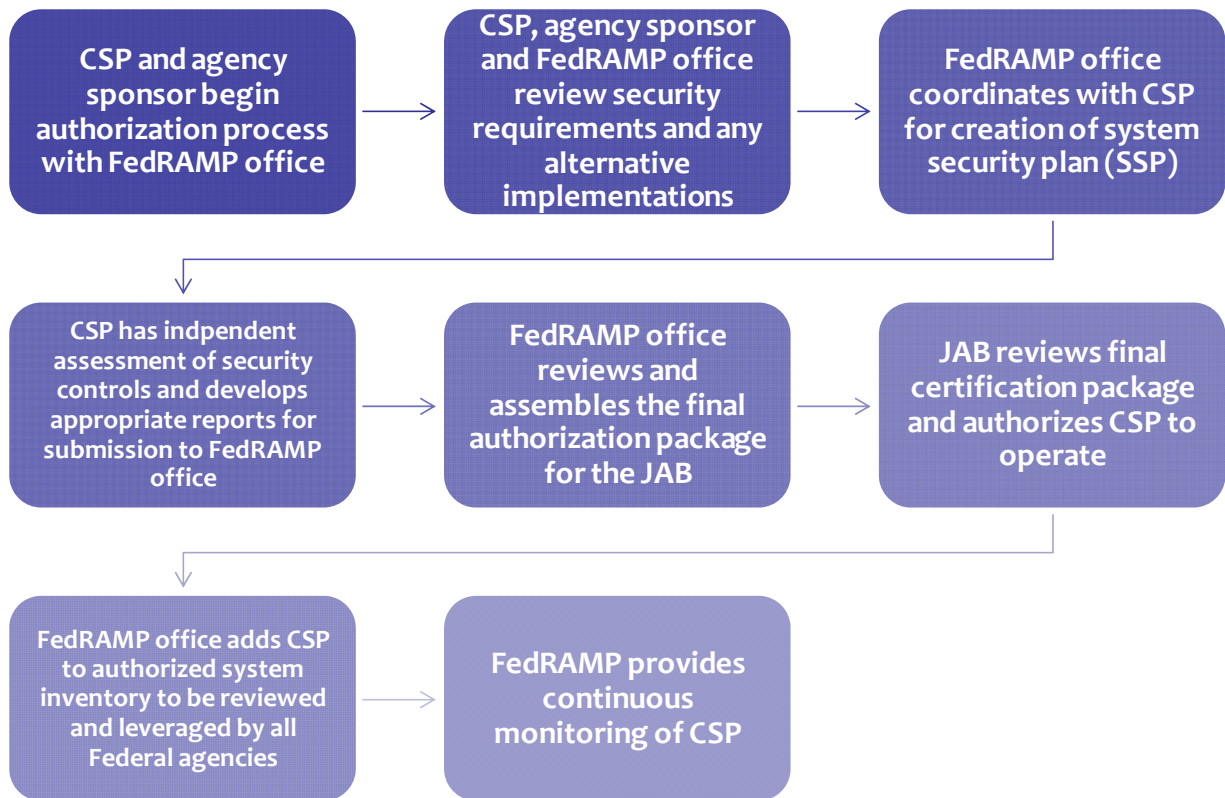 CSP and agency
sponsor begin
authorization process
with FedRAMP office
CSP, agency sponsor
and FedRAMP office
review security
requirements and any
alternative
implementations
FedRAMP office
coordinates with CSP
for creation of system
security plan (SSP)
CSP has indpendent
assessment of security
controls and develops
appropriate reports for
submission to FedRAMP
office
FedRAMP office
reviews and
assembles the final
authorization package
for the JAB
JAB reviews final
certification package
and authorizes CSP to
operate
FedRAMP office adds CSP
to authorized system
inventory to be reviewed
and leveraged by all
Federal agencies
FedRAMP provides
continuous
monitoring of CSP